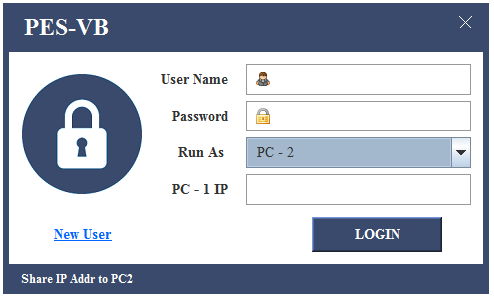 PES-VB
User Name
Password
Run As
PC - 2
PC - 1 IP
New User
LOGIN
Share IP Addr to PC2